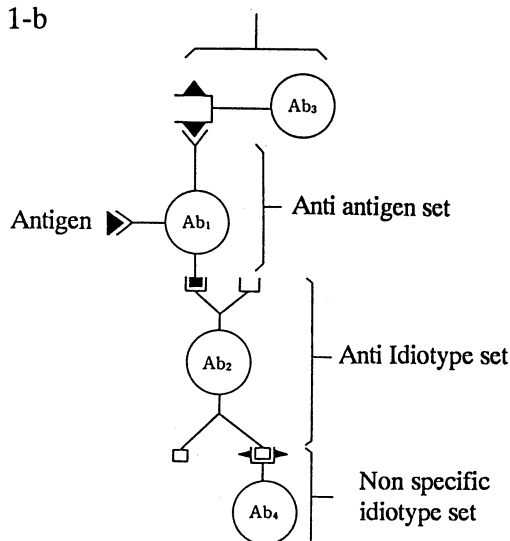 1-b
Ab₃
Anti antigen set
Antigen
Ab₁
Ab₂
Anti Idiotype set
Non specific
idiotype set
Ab₄